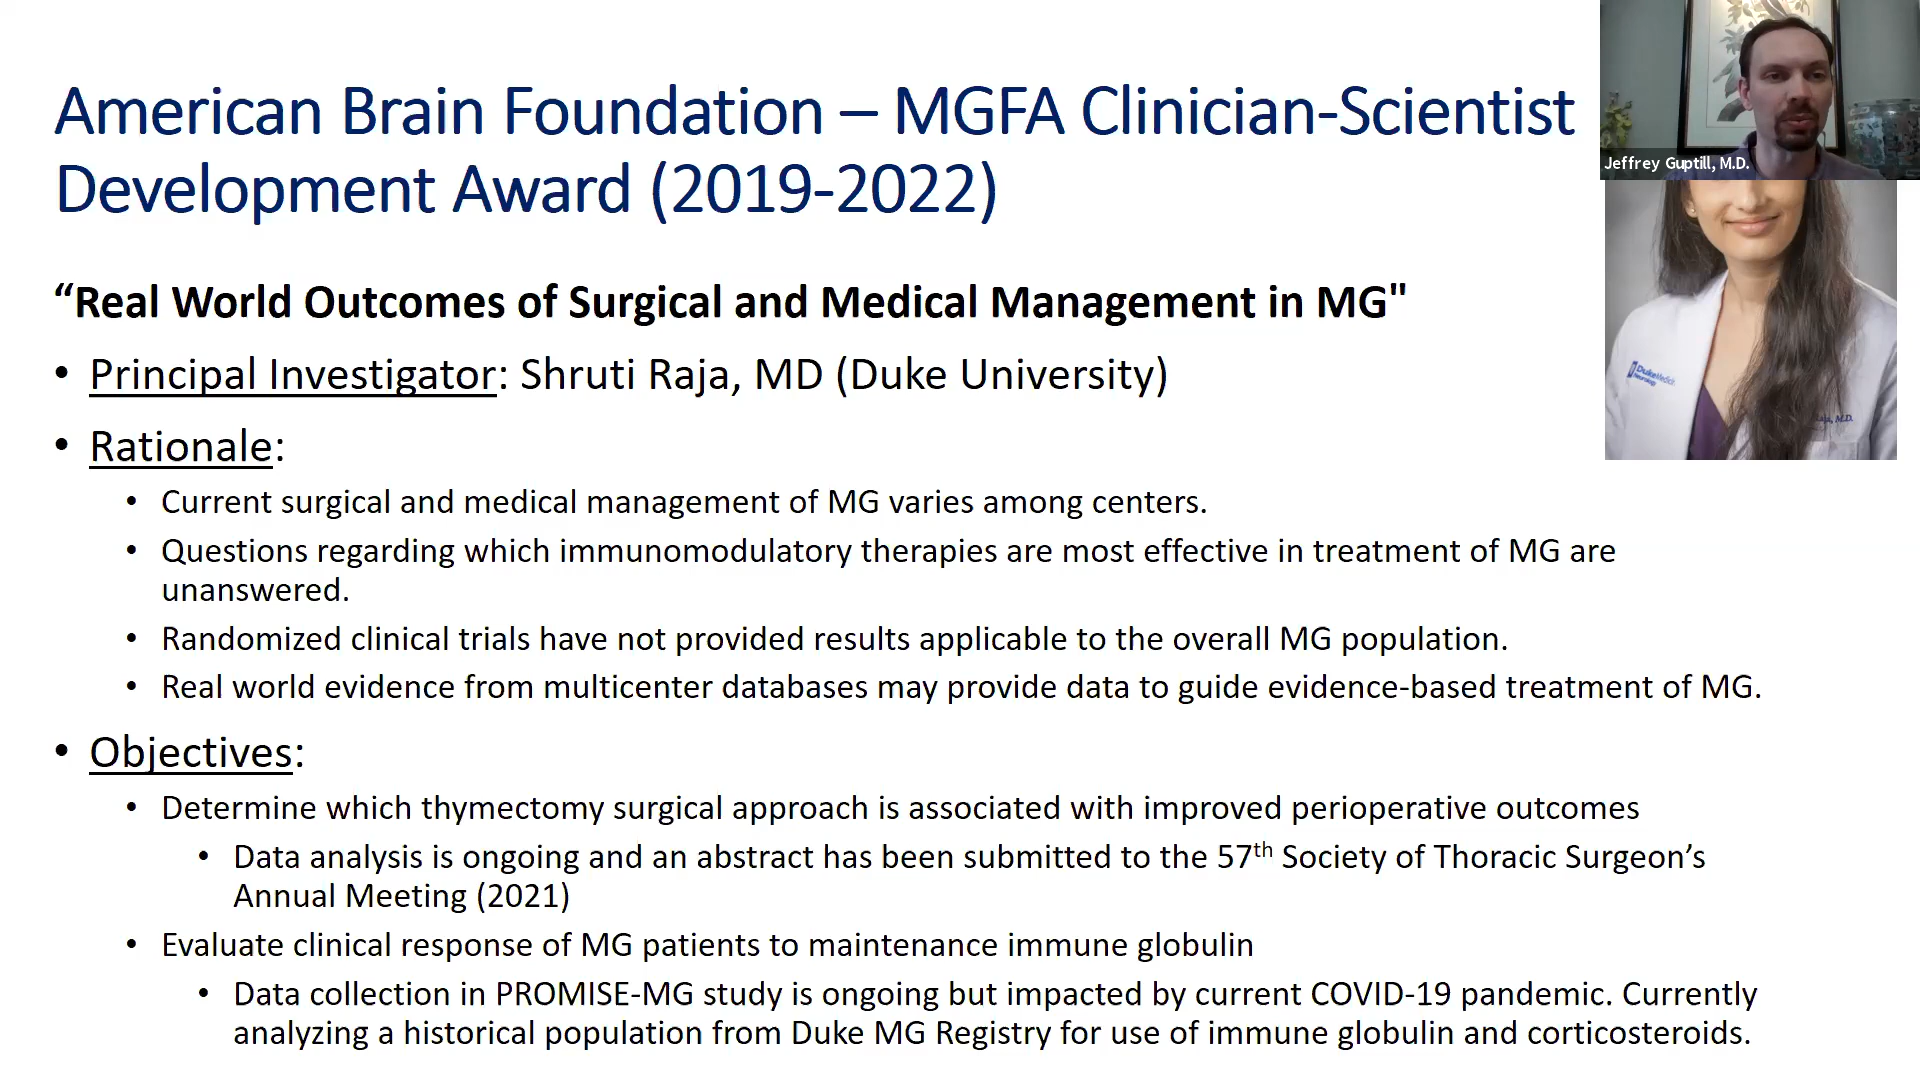 American Brain Foundation – MGFA Clinician-Scientist
Development Award (2019-2022)
Jeffrey Guptill, M.D.
“Real World Outcomes of Surgical and Medical Management in MG"
• Principal Investigator: Shruti Raja, MD (Duke University)
DukeMedicine
Neurology
M.D.
• Rationale:
• Current surgical and medical management of MG varies among centers.
• Questions regarding which immunomodulatory therapies are most effective in treatment of MG are
unanswered.
• Randomized clinical trials have not provided results applicable to the overall MG population.
• Real world evidence from multicenter databases may provide data to guide evidence-based treatment of MG.
• Objectives:
• Determine which thymectomy surgical approach is associated with improved perioperative outcomes
• Data analysis is ongoing and an abstract has been submitted to the 57th Society of Thoracic Surgeon’s
Annual Meeting (2021)
• Evaluate clinical response of MG patients to maintenance immune globulin
• Data collection in PROMISE-MG study is ongoing but impacted by current COVID-19 pandemic. Currently
analyzing a historical population from Duke MG Registry for use of immune globulin and corticosteroids.